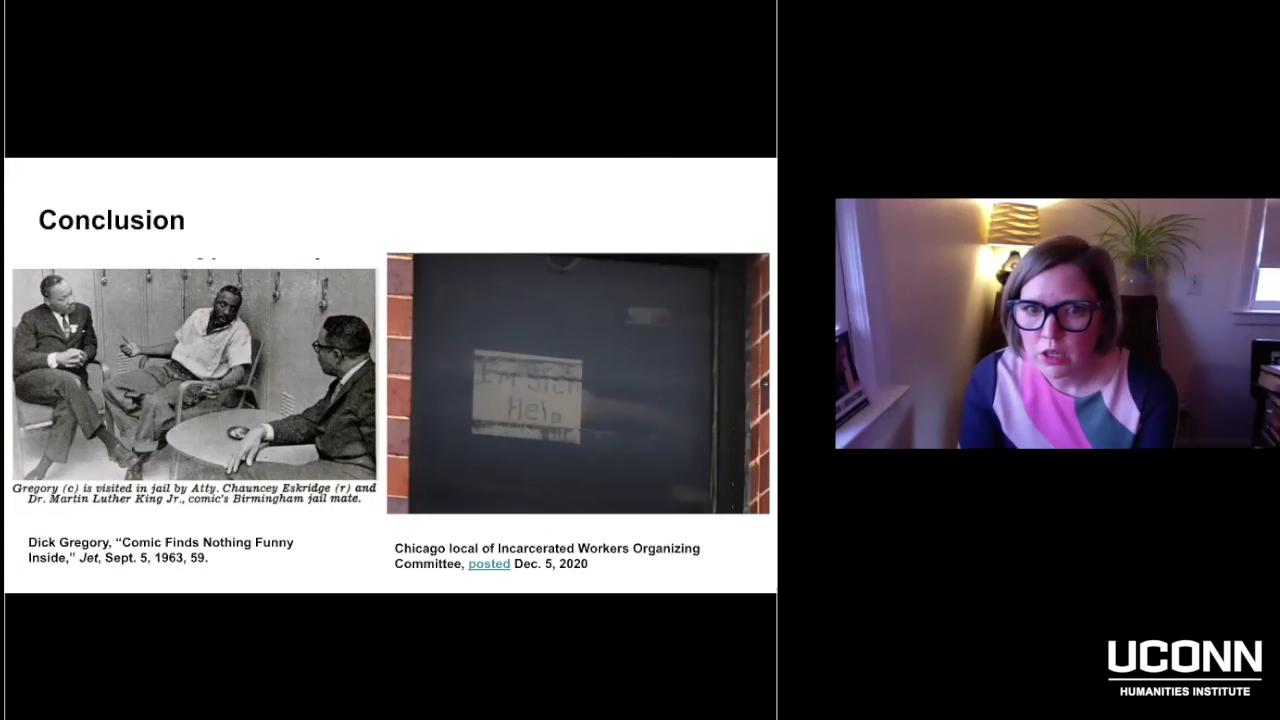 Conclusion
Gregory (c) is visited in jail by Atty. Chauncey Eskridge (r) and
Dr. Martin Luther King Jr., comic's Birmingham jail mate.
Dick Gregory, “Comic Finds Nothing Funny
Inside,” Jet, Sept. 5, 1963, 59.
I'm Sick
Help
Chicago local of Incarcerated Workers Organizing
Committee, posted Dec. 5, 2020
UCONN
HUMANITIES INSTITUTE